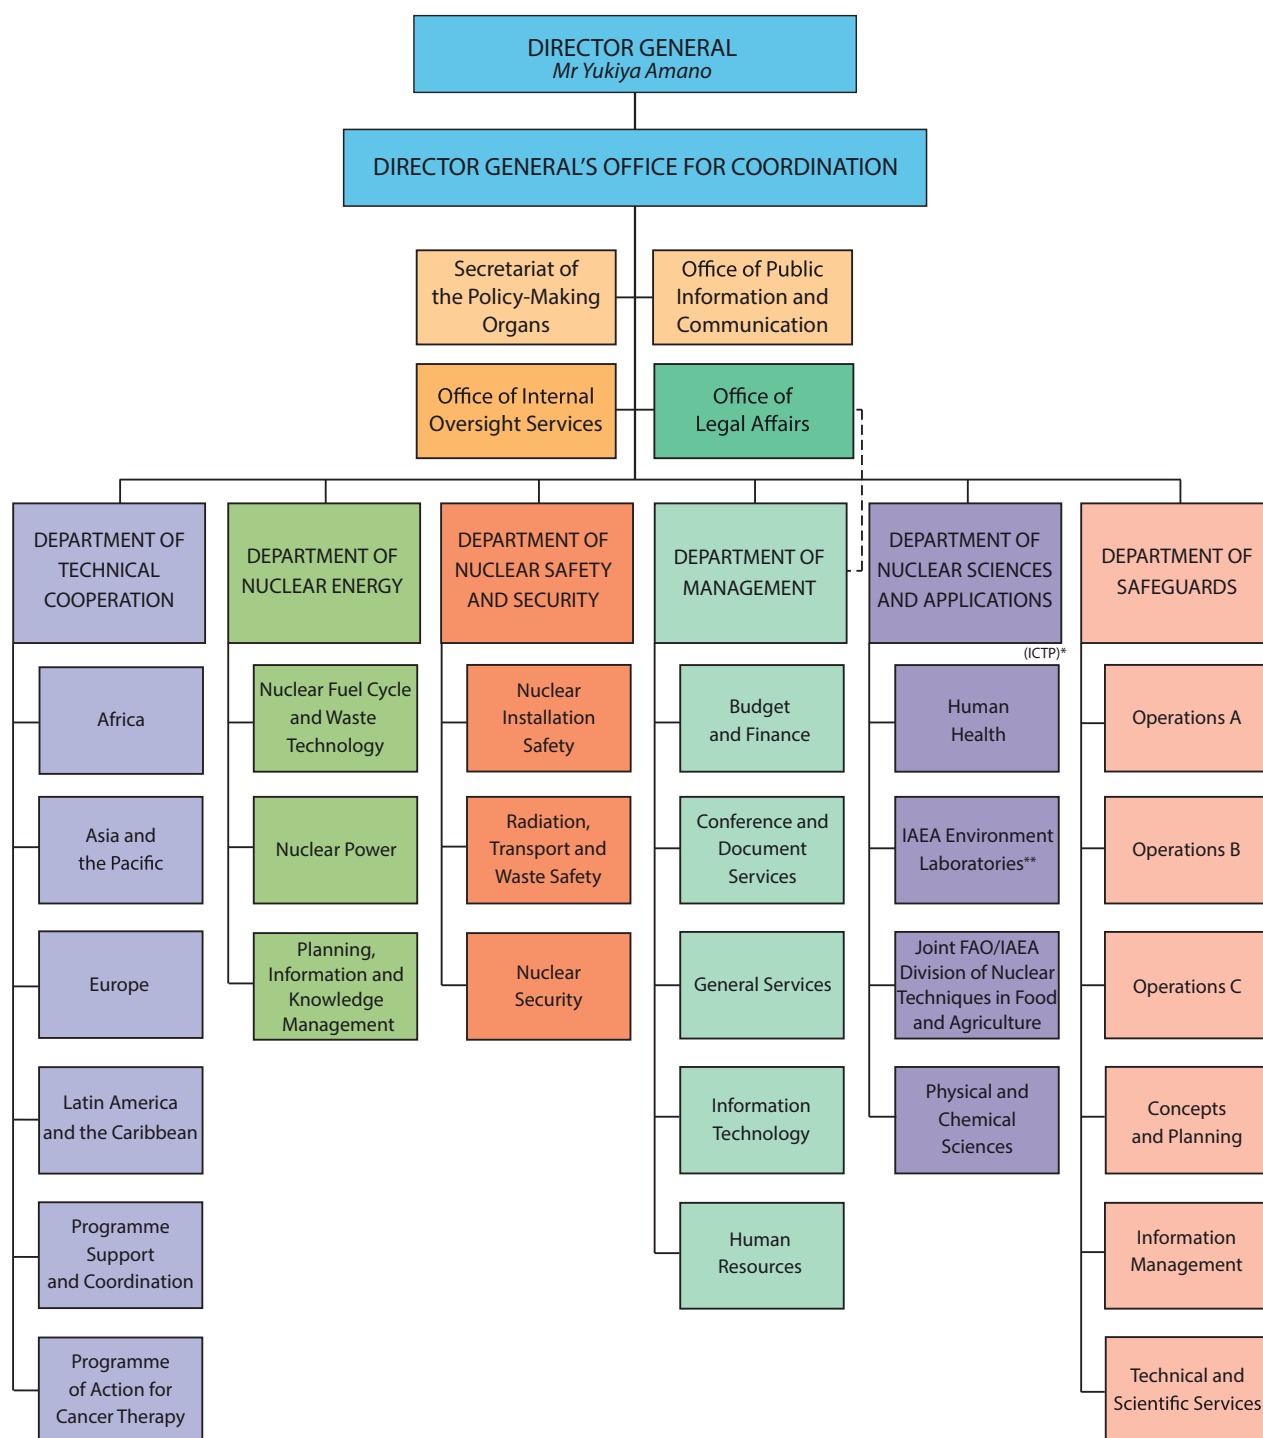 DIRECTOR GENERAL
Mr Yukiya Amano
DIRECTOR GENERAL’S OFFICE FOR COORDINATION
Secretariat of
the Policy-Making
Organs
Office of Public
Information and
Communication
Office of Internal
Oversight Services
Office of
Legal Affairs
DEPARTMENT OF
TECHNICAL
COOPERATION
DEPARTMENT OF
NUCLEAR ENERGY
DEPARTMENT OF
NUCLEAR SAFETY
AND SECURITY
DEPARTMENT OF
MANAGEMENT
DEPARTMENT OF
NUCLEAR SCIENCES
AND APPLICATIONS
(ICTP)*
DEPARTMENT OF
SAFEGUARDS
Africa
Asia and
the Pacific
Europe
Latin America
and the Caribbean
Programme
Support
and Coordination
Programme
of Action for
Cancer Therapy
Nuclear Fuel Cycle
and Waste
Technology
Nuclear Power
Planning,
Information and
Knowledge
Management
Nuclear
Installation
Safety
Radiation,
Transport and
Waste Safety
Nuclear
Security
Budget
and Finance
Conference and
Document
Services
General Services
Information
Technology
Human
Resources
Human
Health
IAEA Environment
Laboratories**
Joint FAO/IAEA
Division of Nuclear
Techniques in Food
and Agriculture
Physical and
Chemical
Sciences
Operations A
Operations B
Operations C
Concepts
and Planning
Information
Management
Technical and
Scientific Services